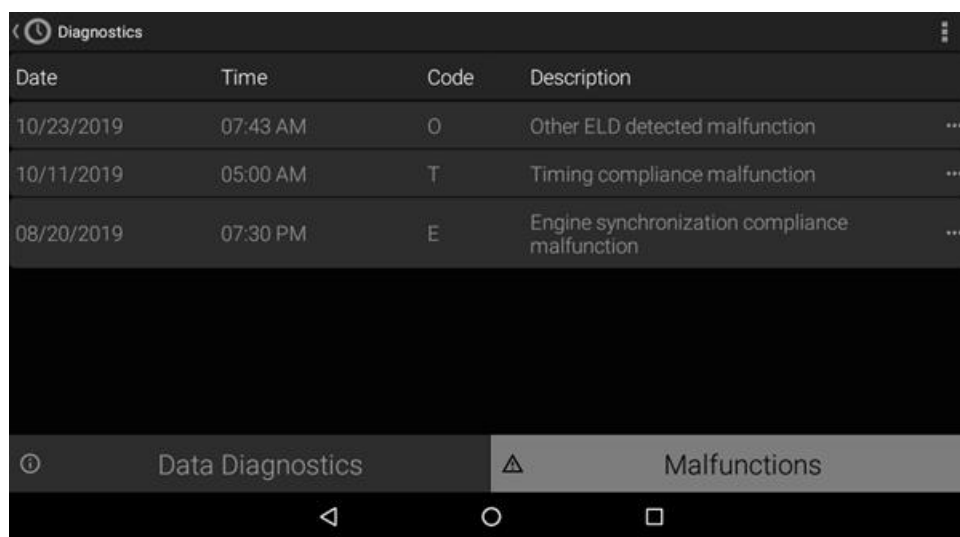 Diagnostics
Date Time Code Description
10/23/2019 07:43 AM O Other ELD detected malfunction
10/11/2019 05:00 AM T Timing compliance malfunction
08/20/2019 07:30 PM E Engine synchronization compliance
malfunction
Data Diagnostics Malfunctions